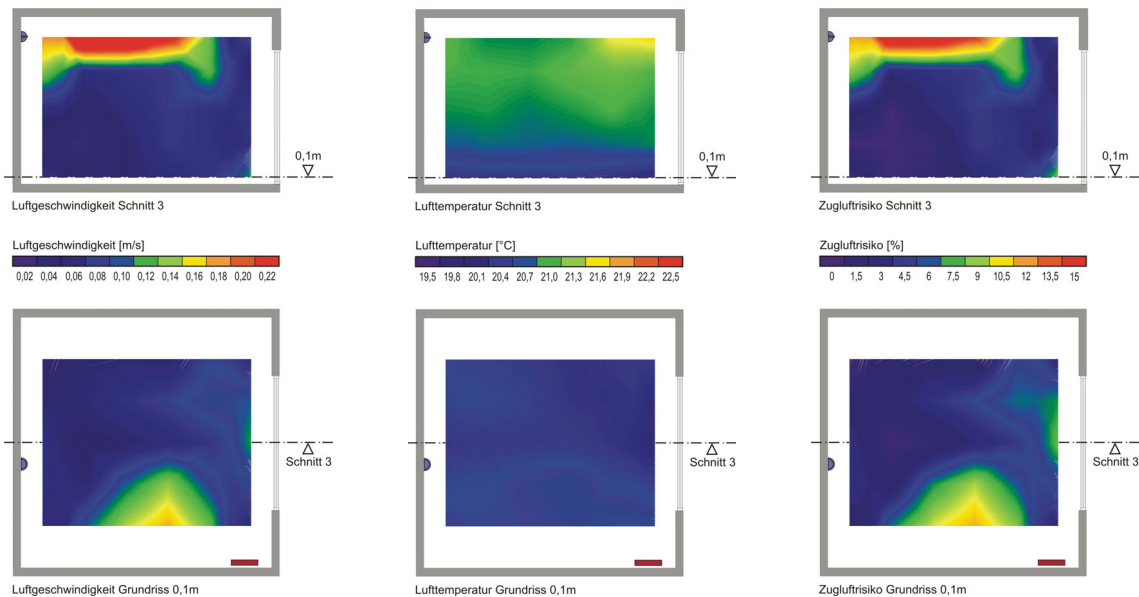 0,1m
0,1m
0,1m
Luftgeschwindigkeit Schnitt 3
Lufttemperatur Schnitt 3
Zugluftrisiko Schnitt 3
Luftgeschwindigkeit [m/s]
Lufttemperatur [°C]
Zugluftrisiko [%]
0,02 0,04 0,06 0,08 0,10 0,12 0,14 0,16 0,18 0,20 0,22
19,5 19,8 20,1 20,4 20,7 21,0 21,3 21,6 21,9 22,2 22,5
0 1,5 3 4,5 6 7,5 9 10,5 12 13,5 15
Schnitt 3
Schnitt 3
Schnitt 3
Luftgeschwindigkeit Grundriss 0,1m
Lufttemperatur Grundriss 0,1m
Zugluftrisiko Grundriss 0,1m